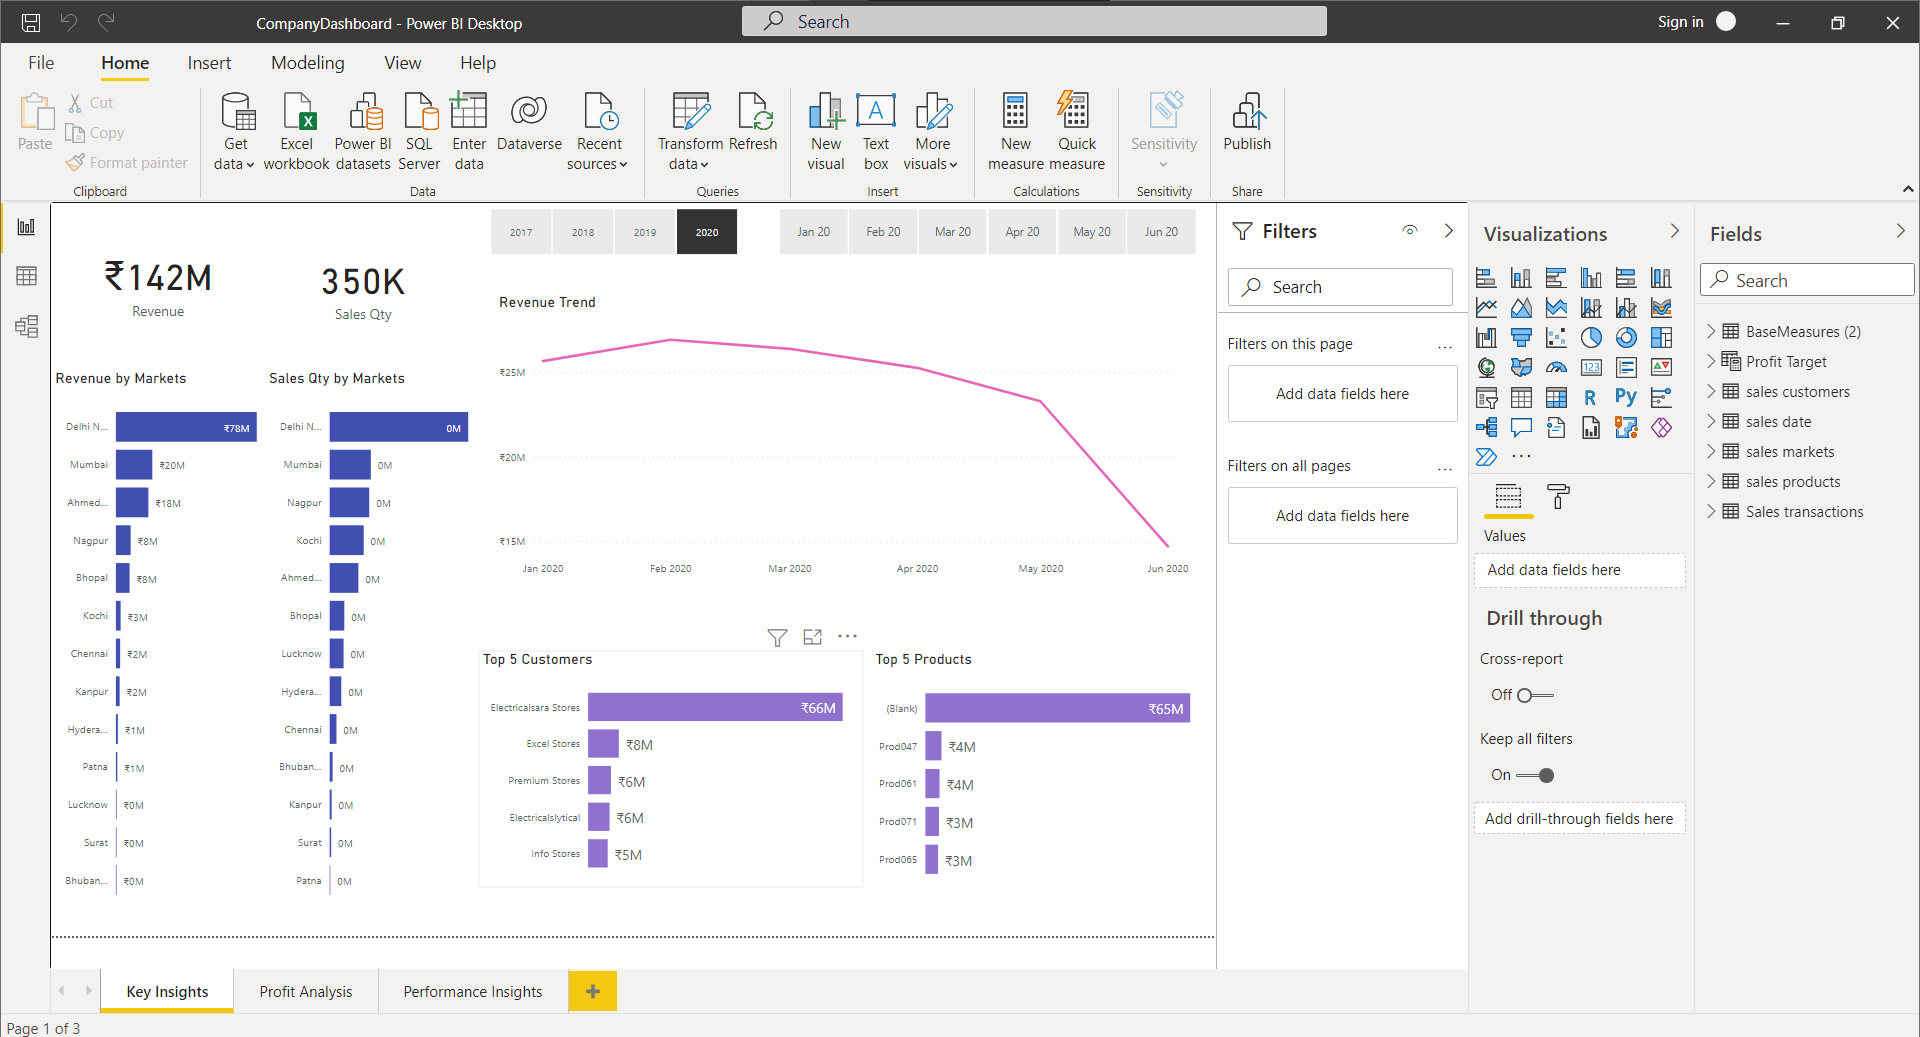 CompanyDashboard - Power BI Desktop
Search
Sign in
File Home Insert Modeling View Help
Paste
Cut
Copy
Format painter
Clipboard
Get data
Excel workbook
Power BI datasets
SQL Server
Enter data
Dataverse
Recent sources
Data
Transform data
Refresh
Queries
New visual
Text box
More visuals
Insert
New measure
Quick measure
Calculations
Sensitivity
Sensitivity
Publish
Share
2017 2018 2019 2020
Jan 20 Feb 20 Mar 20 Apr 20 May 20 Jun 20
₹142M
Revenue
350K
Sales Qty
Revenue by Markets
Delhi N... ₹78M
Mumbai ₹20M
Ahmed... ₹18M
Nagpur ₹8M
Bhopal ₹8M
Kochi ₹3M
Chennai ₹2M
Kanpur ₹2M
Hydera... ₹1M
Patna ₹1M
Lucknow ₹0M
Surat ₹0M
Bhuban... ₹0M
Sales Qty by Markets
Delhi N... 0M
Mumbai 0M
Nagpur 0M
Kochi 0M
Ahmed... 0M
Bhopal 0M
Lucknow 0M
Hydera... 0M
Chennai 0M
Bhuban... 0M
Kanpur 0M
Surat 0M
Patna 0M
Revenue Trend
₹25M
₹20M
₹15M
Jan 2020 Feb 2020 Mar 2020 Apr 2020 May 2020 Jun 2020
Top 5 Customers
Electricalsara Stores ₹66M
Excel Stores ₹8M
Premium Stores ₹6M
Electricalslytical ₹6M
Info Stores ₹5M
Top 5 Products
(Blank) ₹65M
Prod047 ₹4M
Prod061 ₹4M
Prod071 ₹3M
Prod065 ₹3M
Filters
Search
Filters on this page ...
Add data fields here
Filters on all pages ...
Add data fields here
Visualizations
123
R Py
...
Values
Add data fields here
Drill through
Cross-report
Off
Keep all filters
On
Add drill-through fields here
Fields
Search
BaseMeasures (2)
Profit Target
sales customers
sales date
sales markets
sales products
Sales transactions
Key Insights Profit Analysis Performance Insights +
Page 1 of 3